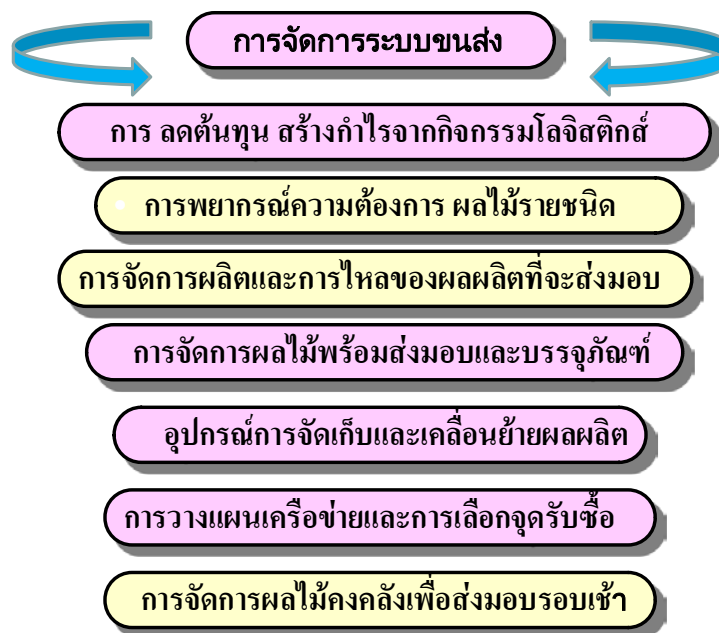 การจัดการระบบขนส่ง
การ ลดต้นทุน สร้างกำไรจากกิจกรรมโลจิสติกส์
การพยากรณ์ความต้องการ ผลไม้รายชนิด
การจัดการผลิตและการไหลของผลผลิตที่จะส่งมอบ
การจัดการผลไม้พร้อมส่งมอบและบรรจุภัณฑ์
อุปกรณ์การจัดเก็บและเคลื่อนย้ายผลผลิต
การวางแผนเครือข่ายและการเลือกจุดรับซื้อ
การจัดการผลไม้คงคลังเพื่อส่งมอบรอบเช้า